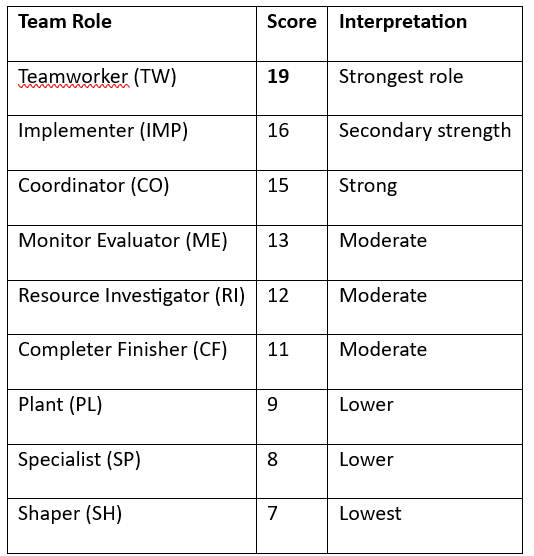 Team Role Score Interpretation
Teamworker (TW) 19 Strongest role
Implementer (IMP) 16 Secondary strength
Coordinator (CO) 15 Strong
Monitor Evaluator (ME) 13 Moderate
Resource Investigator (RI) 12 Moderate
Completer Finisher (CF) 11 Moderate
Plant (PL) 9 Lower
Specialist (SP) 8 Lower
Shaper (SH) 7 Lowest